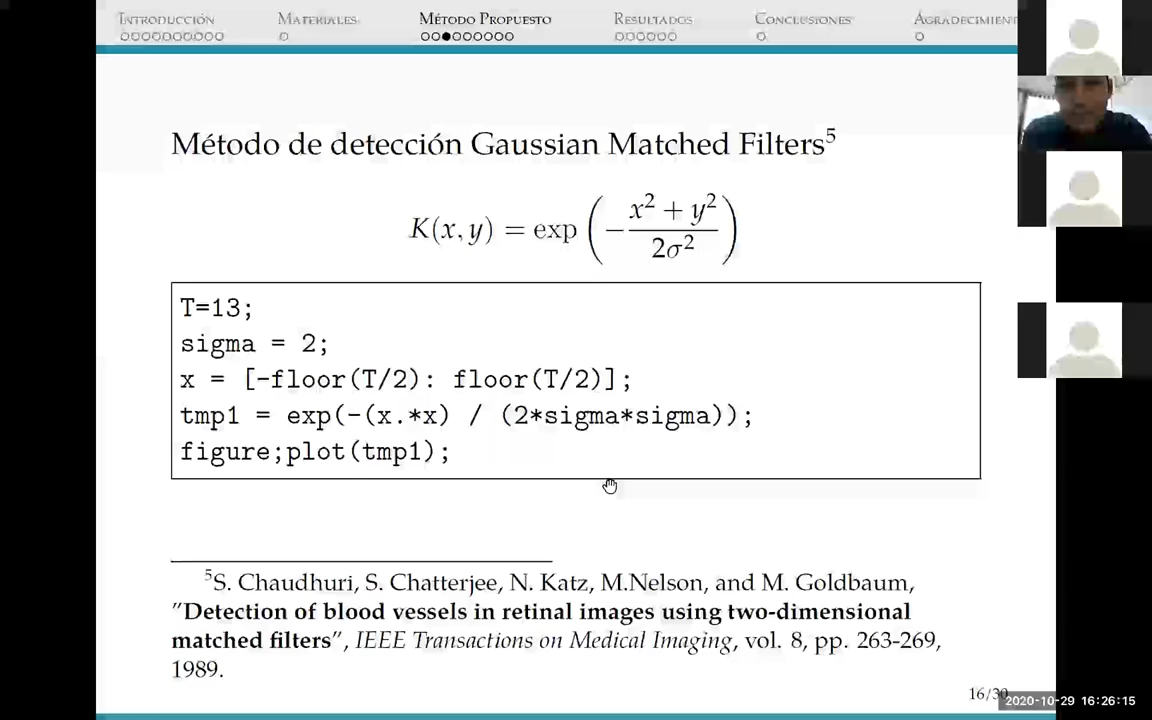 INTRODUCCIÓN MATERIALES MÉTODO PROPUESTO RESULTADOS CONCLUSIONES AGRADECIMIENT
Método de detección Gaussian Matched Filters5
K(x, y) = exp ( − x² + y² / 2σ² )
T=13;
sigma = 2;
x = [-floor(T/2): floor(T/2)];
tmp1 = exp(-(x.*x) / (2*sigma*sigma));
figure;plot(tmp1);
5S. Chaudhuri, S. Chatterjee, N. Katz, M.Nelson, and M. Goldbaum,
"Detection of blood vessels in retinal images using two-dimensional
matched filters", IEEE Transactions on Medical Imaging, vol. 8, pp. 263-269,
1989.
16/30
2020-10-29 16:26:15